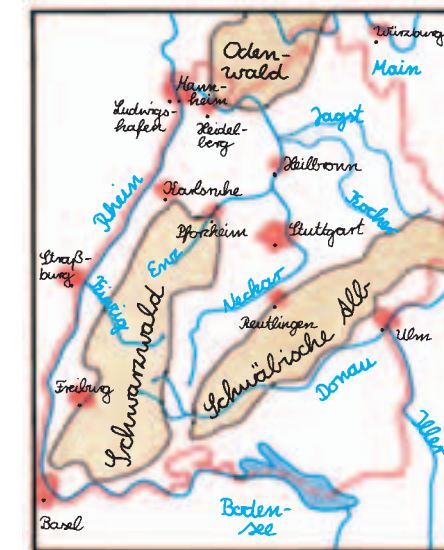 Würzburg
Oden-
wald
Main
Mann-
heim
Ludwigs-
hafen
Heidel-
berg
Jagst
Heilbronn
Karlsruhe
Kocher
Rhein
Pforzheim
Stuttgart
Straß-
burg
Enz
Kinzig
Neckar
Reutlingen
Schwäbische Alb
Ulm
Schwarzwald
Donau
Freiburg
Iller
Boden-
see
Basel